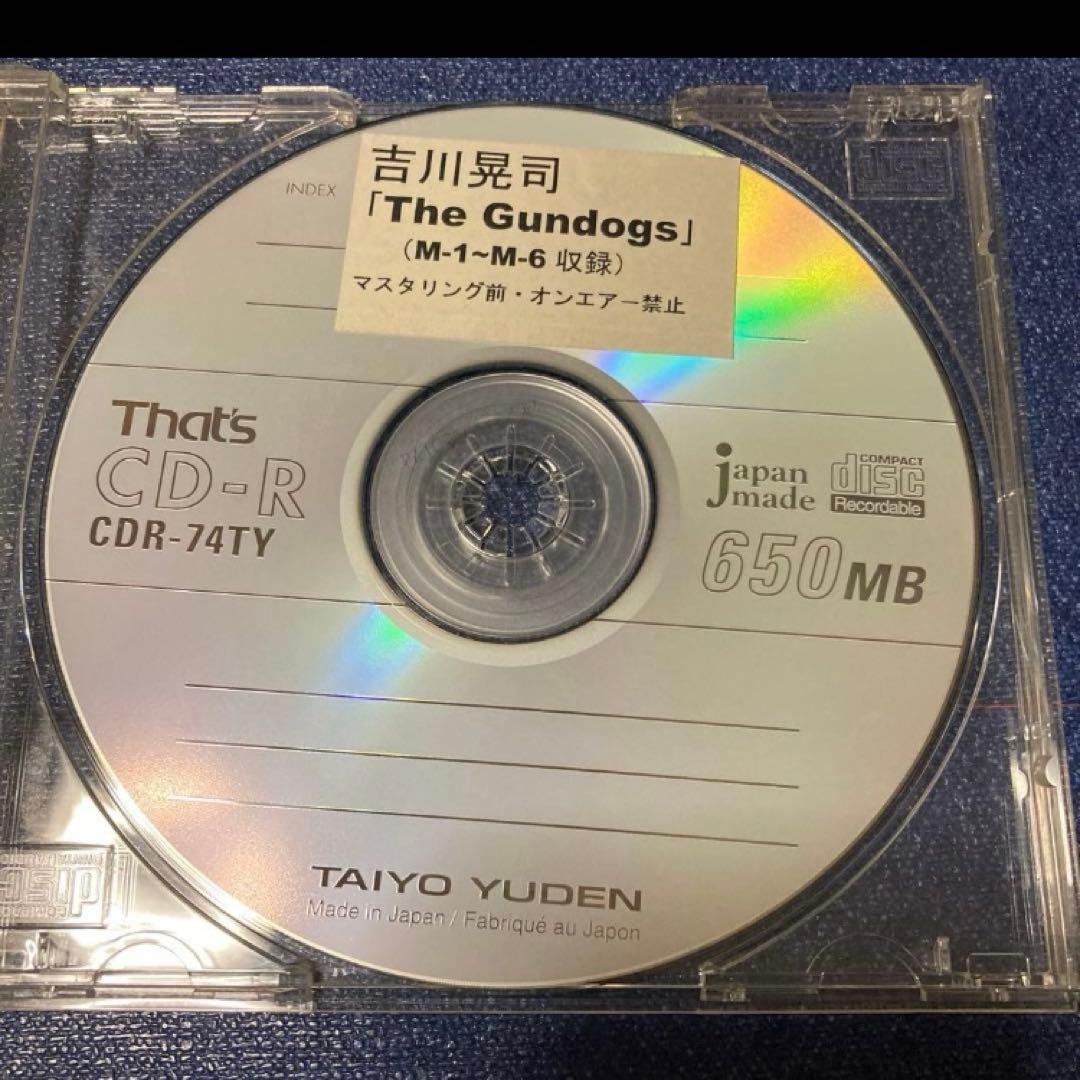 吉川晃司
「The Gundogs」
（M-1~M-6 収録）
マスタリング前・オンエアー禁止
INDEX
That's
CD-R
CDR-74TY
japan made
COMPACT
disc
Recordable
650MB
TAIYO YUDEN
Made in Japan / Fabriqué au Japon
disc